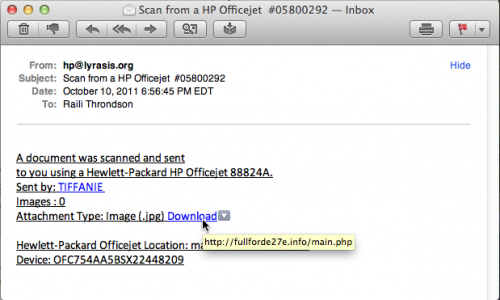 Scan from a HP Officejet #05800292 — Inbox
From: hp@lyrasis.org
Hide
Subject: Scan from a HP Officejet #05800292
Date: October 10, 2011 6:56:45 PM EDT
To: Raili Throndson
A document was scanned and sent
to you using a Hewlett-Packard HP Officejet 88824A.
Sent by: TIFFANIE
Images : 0
Attachment Type: Image (.jpg) Download
http://fullforde27e.info/main.php
Hewlett-Packard Officejet Location:
Device: OFC754AA5BSX22448209